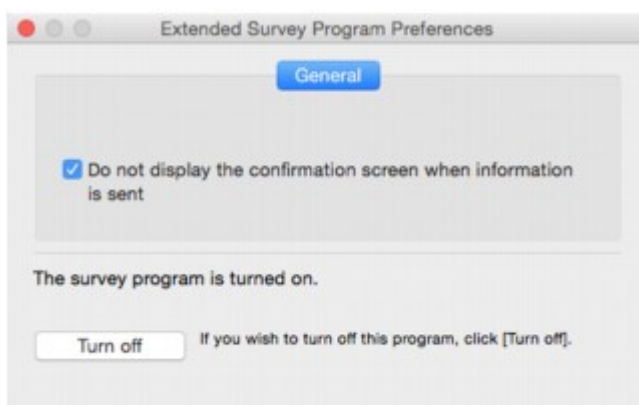 Extended Survey Program Preferences
General
Do not display the confirmation screen when information
is sent
The survey program is turned on.
Turn off
If you wish to turn off this program, click [Turn off].